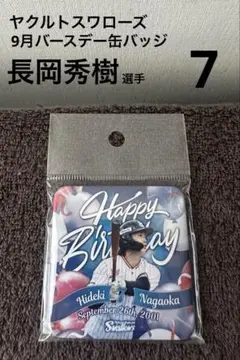 ヤクルトスワローズ
9月バースデー缶バッジ
長岡秀樹 選手 7
Happy
Birthday
Hideki Nagaoka
September 26th 2001
Swallows